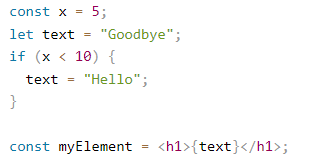 const x = 5;
let text = "Goodbye";
if (x < 10) {
  text = "Hello";
}

const myElement = <h1>{text}</h1>;